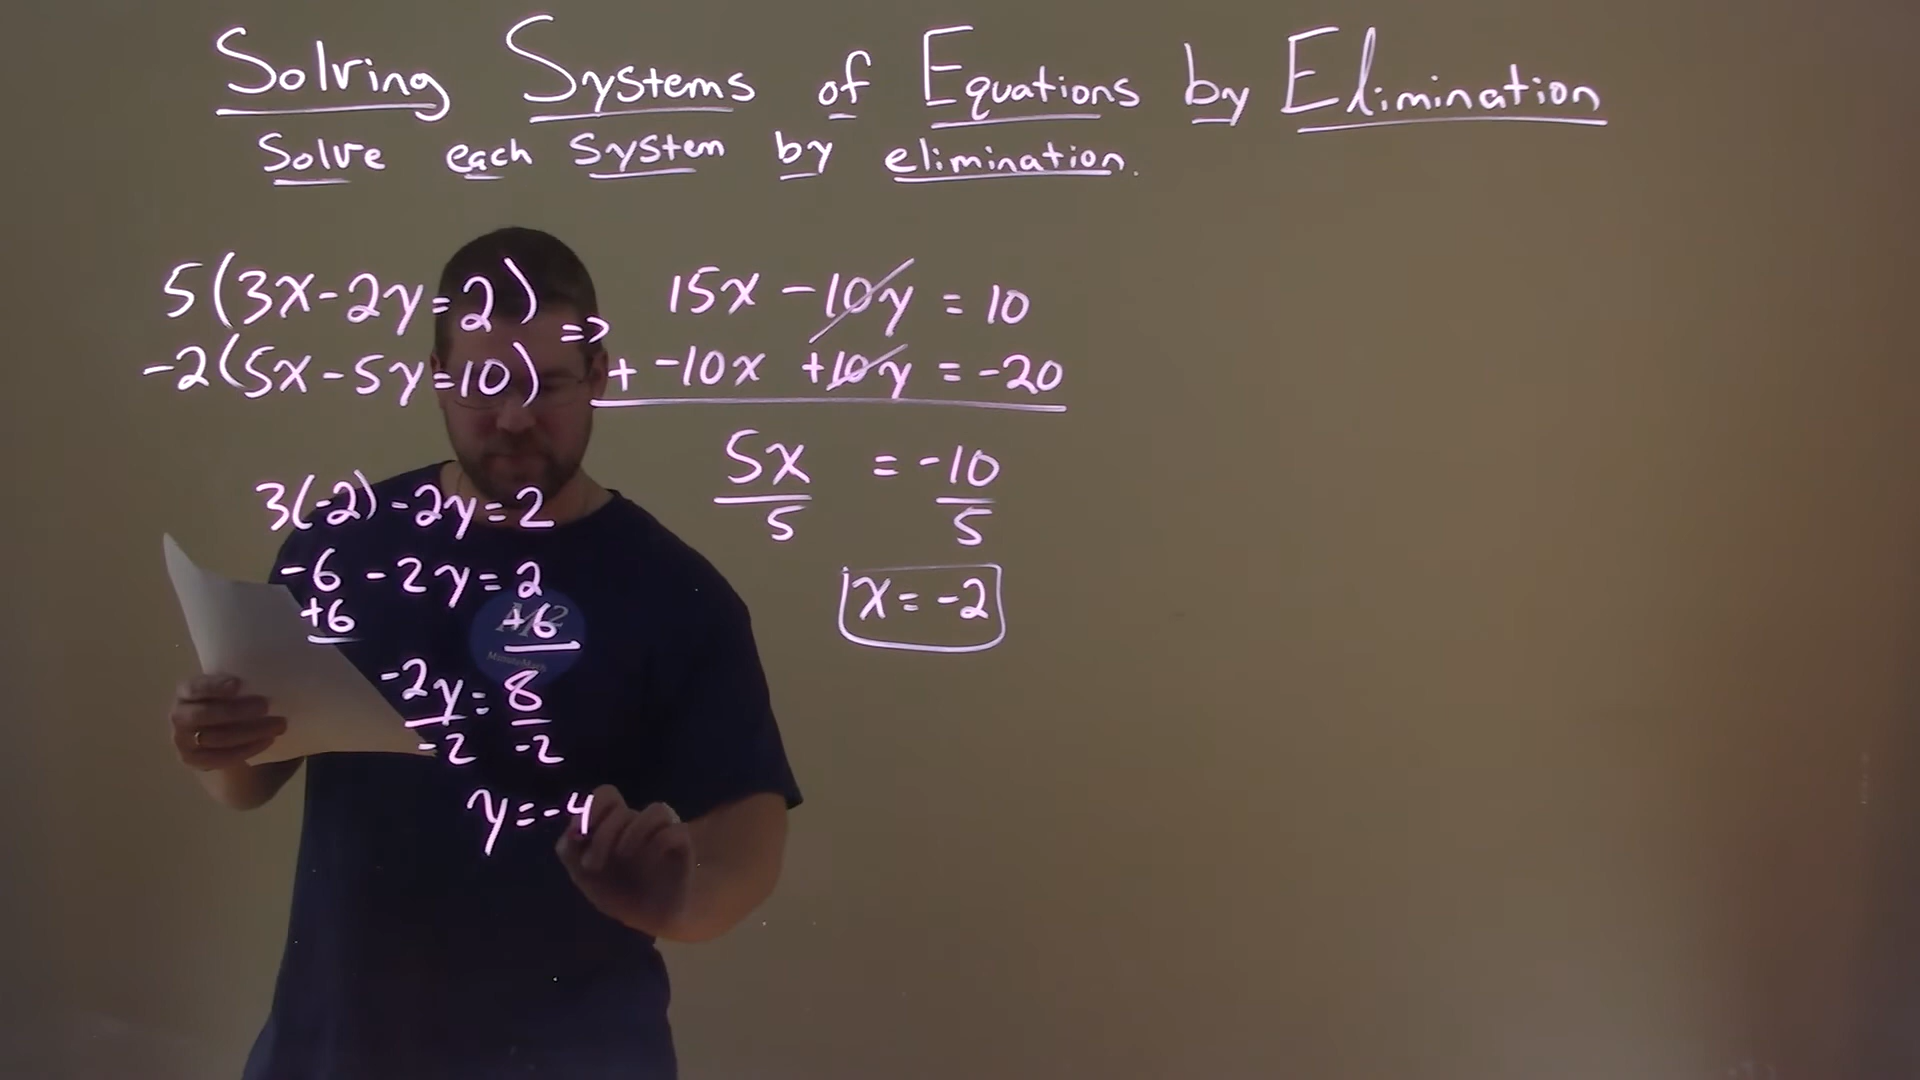 Solving Systems of Equations by Elimination
Solve each system by elimination.
5(3x-2y=2)
-2(5x-5y=10)
=>
15x -10y = 10
+ -10x +10y = -20
5x = -10
5 5
x = -2
3(-2) -2y = 2
-6 -2y = 2
+6 +6
-2y = 8
-2 -2
y = -4
MinuteMath